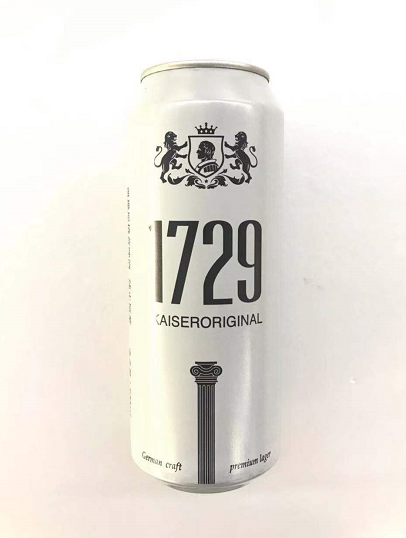 1729
KAISERORIGINAL
German craft
premium lager